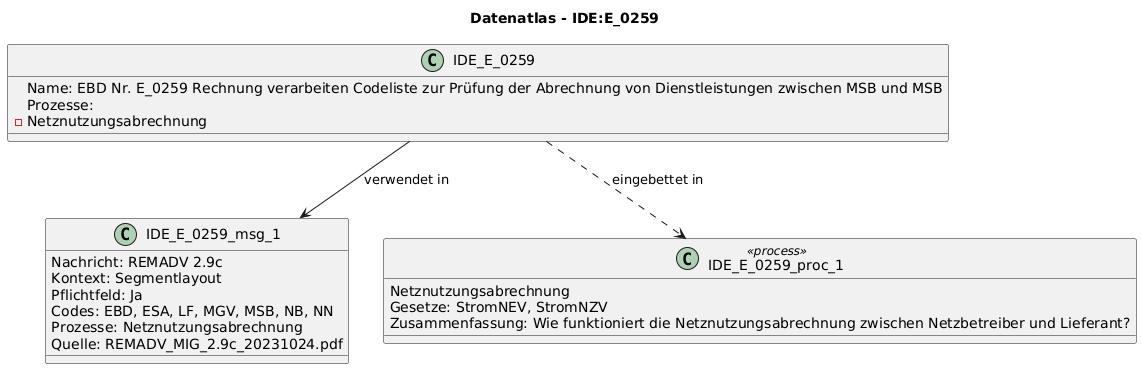 Datenatlas - IDE:E_0259
C IDE_E_0259
Name: EBD Nr. E_0259 Rechnung verarbeiten Codeliste zur Prüfung der Abrechnung von Dienstleistungen zwischen MSB und MSB
Prozesse:
Netznutzungsabrechnung
verwendet in
eingebettet in
C IDE_E_0259_msg_1
Nachricht: REMADV 2.9c
Kontext: Segmentlayout
Pflichtfeld: Ja
Codes: EBD, ESA, LF, MGV, MSB, NB, NN
Prozesse: Netznutzungsabrechnung
Quelle: REMADV_MIG_2.9c_20231024.pdf
«process»
C IDE_E_0259_proc_1
Netznutzungsabrechnung
Gesetze: StromNEV, StromNZV
Zusammenfassung: Wie funktioniert die Netznutzungsabrechnung zwischen Netzbetreiber und Lieferant?